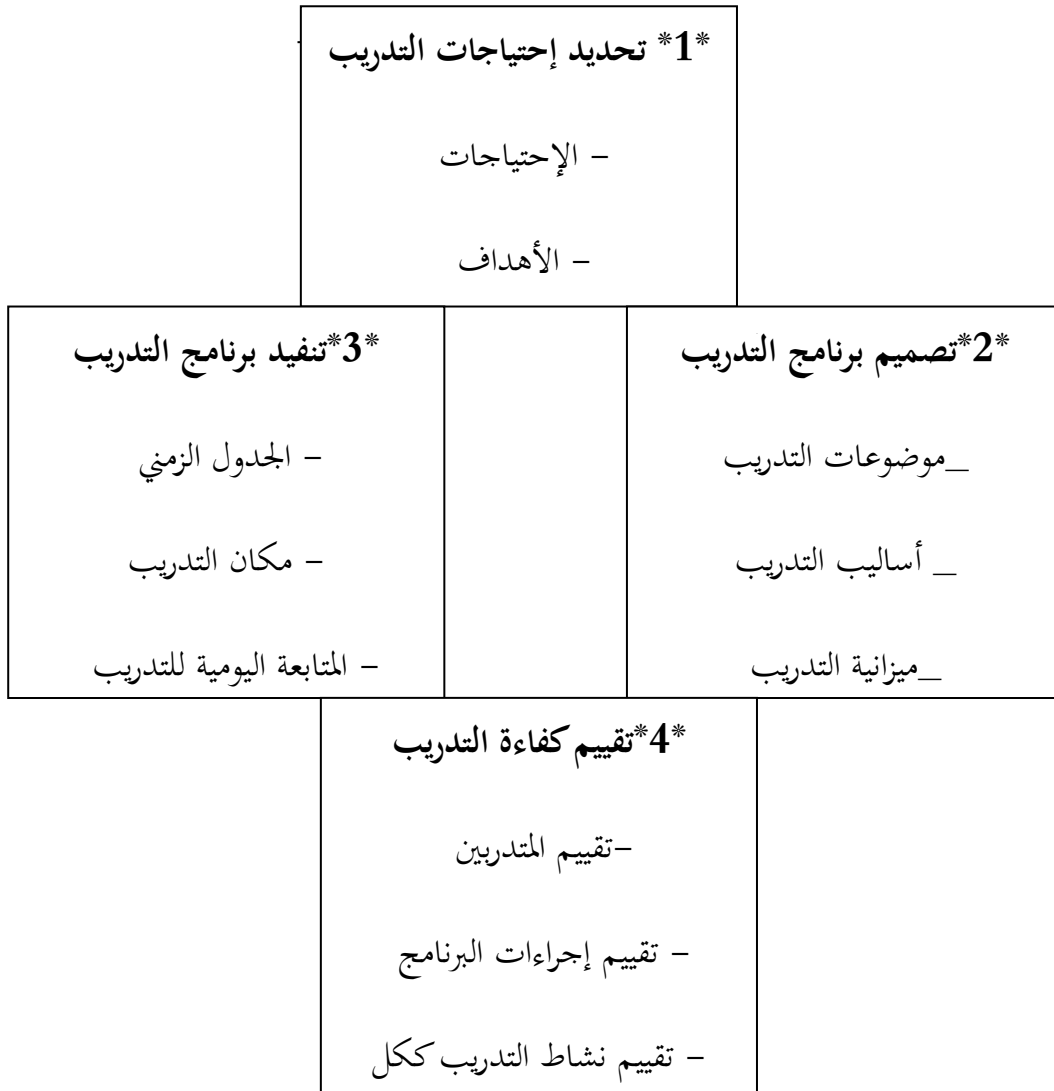 *1* تحديد إحتياجات التدريب
– الإحتياجات
– الأهداف
*2*تصميم برنامج التدريب
_موضوعات التدريب
_ أساليب التدريب
_ميزانية التدريب
*3*تنفيد برنامج التدريب
– الجدول الزمني
– مكان التدريب
– المتابعة اليومية للتدريب
*4*تقييم كفاءة التدريب
–تقييم المتدربين
– تقييم إجراءات البرنامج
– تقييم نشاط التدريب ككل